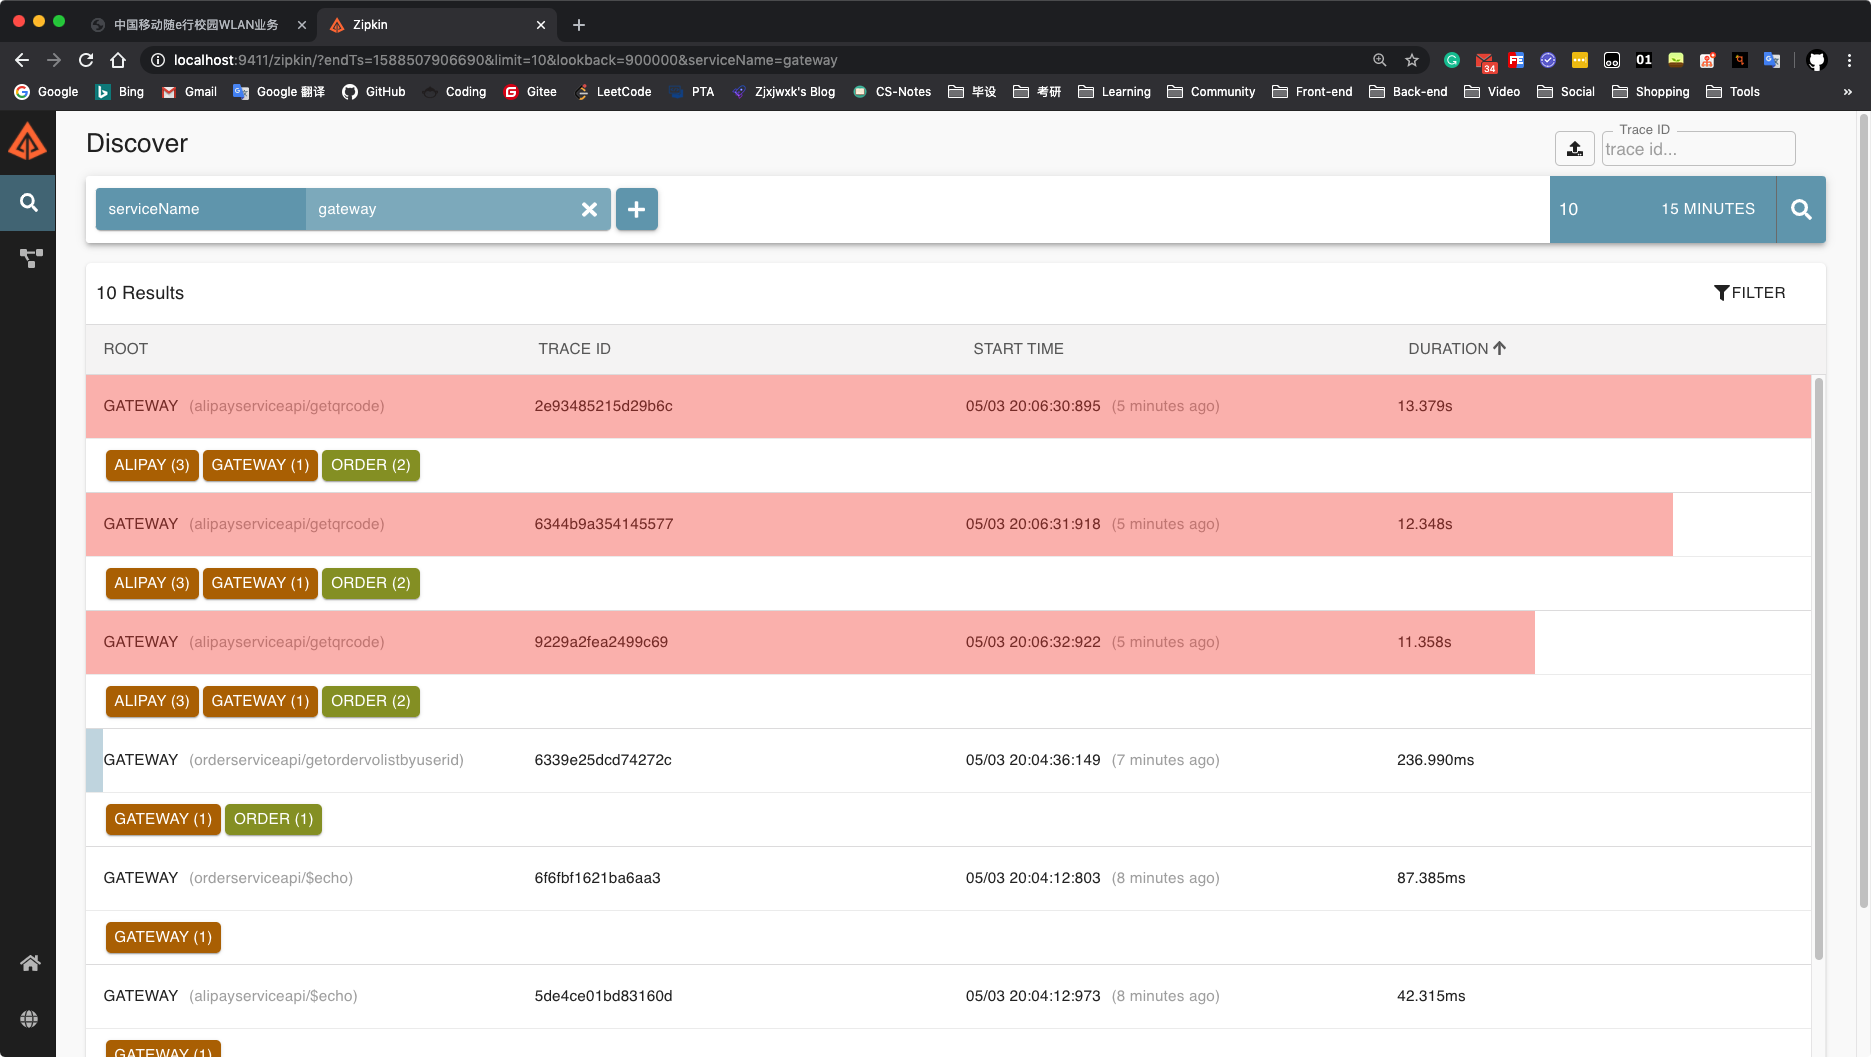 中国移动随e行校园WLAN业务
Zipkin
localhost:9411/zipkin/?endTs=1588507906690&limit=10&lookback=900000&serviceName=gateway
34
FE
01
Google Bing Gmail Google 翻译 GitHub Coding Gitee LeetCode PTA Zjxjwxk's Blog CS-Notes 毕设 考研 Learning Community Front-end Back-end Video Social Shopping Tools »
Discover
Trace ID
trace id...
serviceName gateway 10 15 MINUTES
10 Results FILTER
ROOT TRACE ID START TIME DURATION
GATEWAY (alipayserviceapi/getqrcode) 2e93485215d29b6c 05/03 20:06:30:895 (5 minutes ago) 13.379s
ALIPAY (3) GATEWAY (1) ORDER (2)
GATEWAY (alipayserviceapi/getqrcode) 6344b9a354145577 05/03 20:06:31:918 (5 minutes ago) 12.348s
ALIPAY (3) GATEWAY (1) ORDER (2)
GATEWAY (alipayserviceapi/getqrcode) 9229a2fea2499c69 05/03 20:06:32:922 (5 minutes ago) 11.358s
ALIPAY (3) GATEWAY (1) ORDER (2)
GATEWAY (orderserviceapi/getordervolistbyuserid) 6339e25dcd74272c 05/03 20:04:36:149 (7 minutes ago) 236.990ms
GATEWAY (1) ORDER (1)
GATEWAY (orderserviceapi/$echo) 6f6fbf1621ba6aa3 05/03 20:04:12:803 (8 minutes ago) 87.385ms
GATEWAY (1)
GATEWAY (alipayserviceapi/$echo) 5de4ce01bd83160d 05/03 20:04:12:973 (8 minutes ago) 42.315ms
GATEWAY (1)